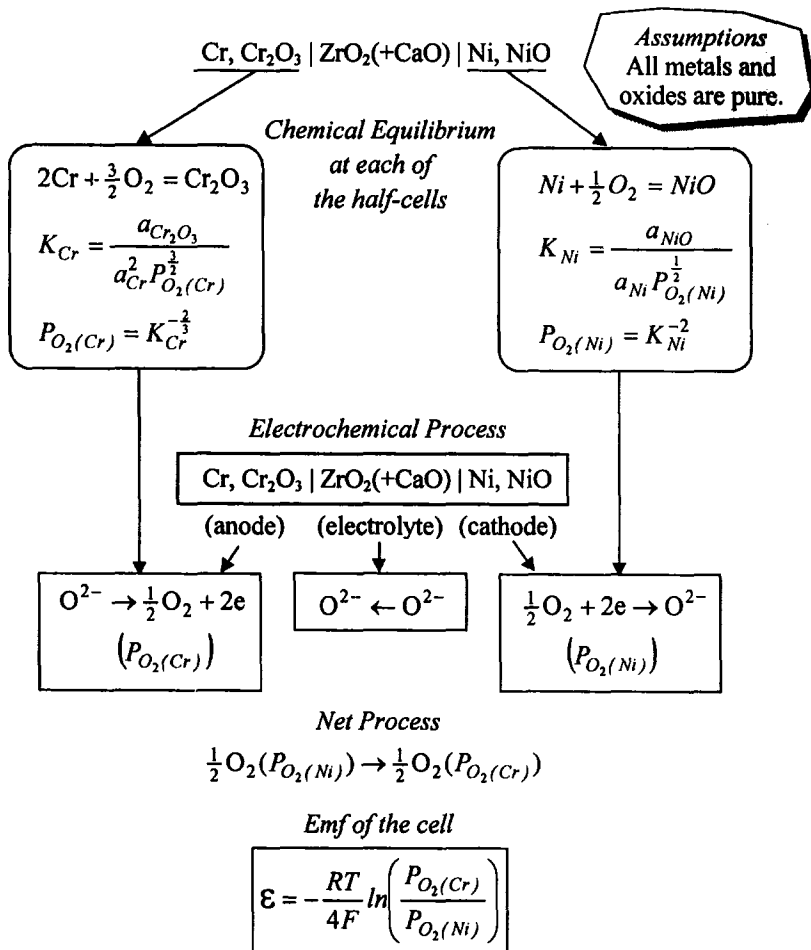 Cr, Cr₂O₃ | ZrO₂(+CaO) | Ni, NiO
Assumptions
All metals and
oxides are pure.
Chemical Equilibrium
at each of
the half-cells
2Cr + 3/2 O₂ = Cr₂O₃
K_Cr = a_Cr₂O₃ / (a²_Cr P^(3/2)_O₂(Cr))
P_O₂(Cr) = K_Cr^(-2/3)
Ni + 1/2 O₂ = NiO
K_Ni = a_NiO / (a_Ni P^(1/2)_O₂(Ni))
P_O₂(Ni) = K_Ni^(-2)
Electrochemical Process
Cr, Cr₂O₃ | ZrO₂(+CaO) | Ni, NiO
(anode) (electrolyte) (cathode)
O²⁻ → 1/2 O₂ + 2e
(P_O₂(Cr))
O²⁻ ← O²⁻
1/2 O₂ + 2e → O²⁻
(P_O₂(Ni))
Net Process
1/2 O₂(P_O₂(Ni)) → 1/2 O₂(P_O₂(Cr))
Emf of the cell
ε = − RT/4F ln(P_O₂(Cr) / P_O₂(Ni))